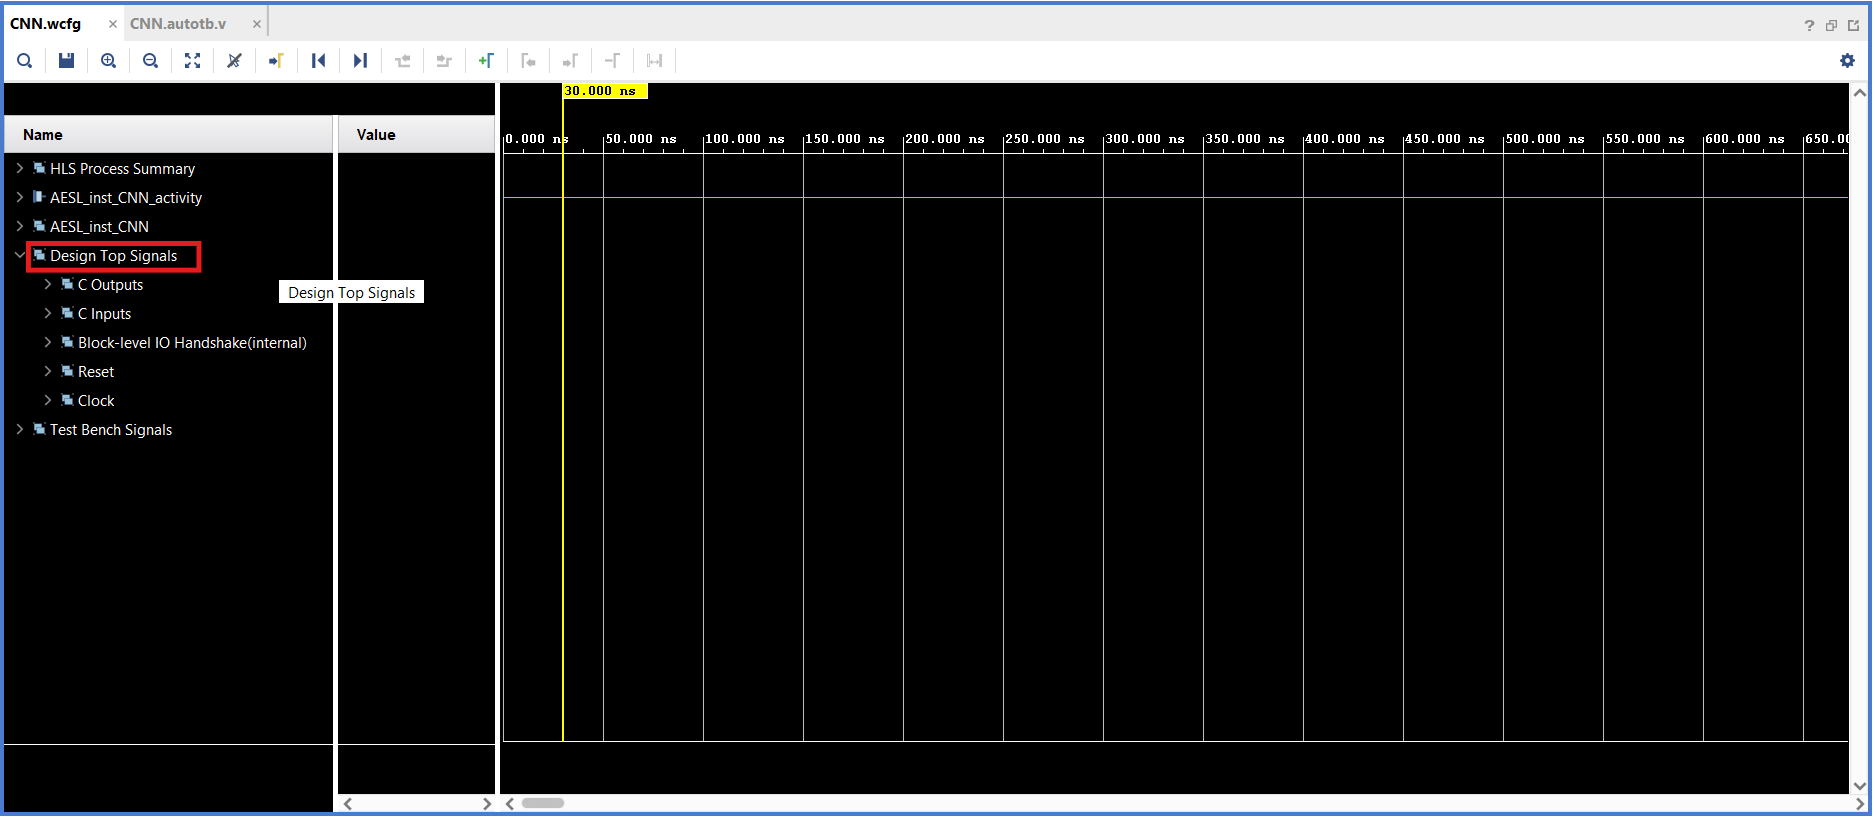 CNN.wcfg × CNN.autotb.v ×
?
30.000 ns
Name Value
0.000 ns 50.000 ns 100.000 ns 150.000 ns 200.000 ns 250.000 ns 300.000 ns 350.000 ns 400.000 ns 450.000 ns 500.000 ns 550.000 ns 600.000 ns 650.00
HLS Process Summary
AESL_inst_CNN_activity
AESL_inst_CNN
Design Top Signals
C Outputs
Design Top Signals
C Inputs
Block-level IO Handshake(internal)
Reset
Clock
Test Bench Signals